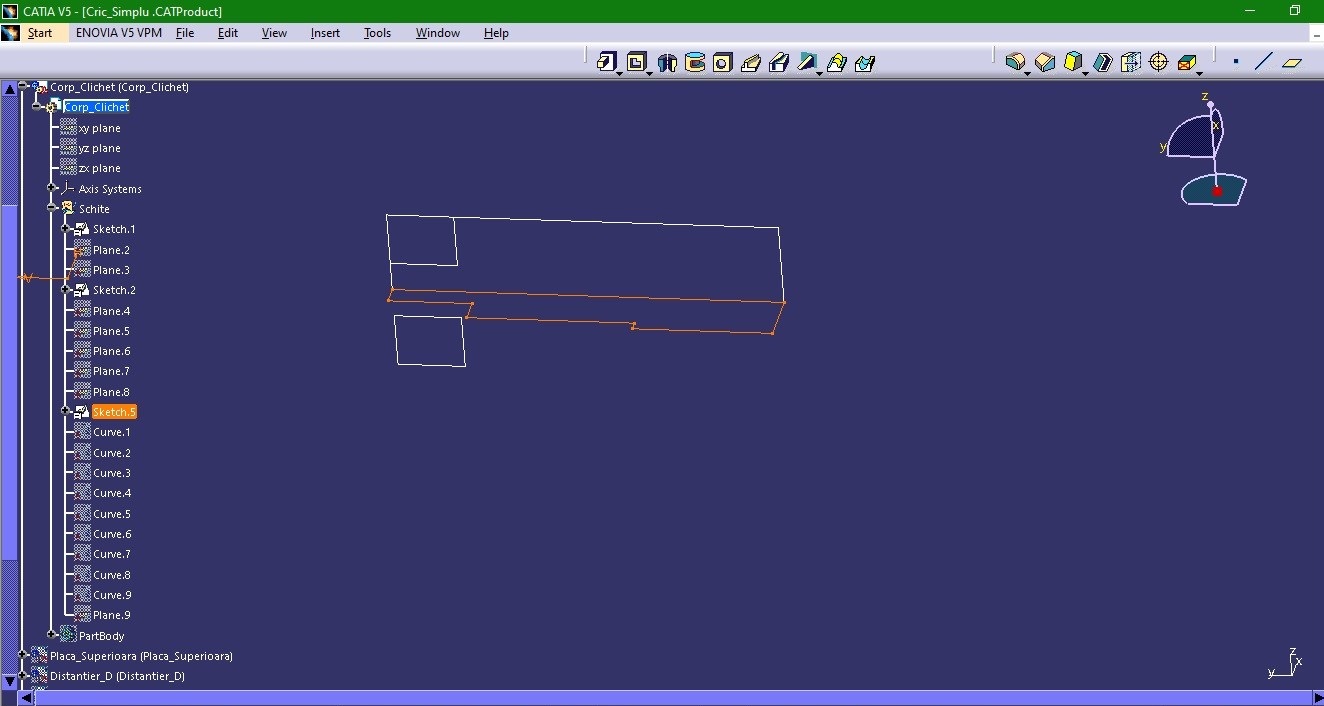 CATIA V5 - [Cric_Simplu .CATProduct]
Start ENOVIA V5 VPM File Edit View Insert Tools Window Help
Corp_Clichet (Corp_Clichet)
Corp_Clichet
xy plane
yz plane
zx plane
Axis Systems
Schite
Sketch.1
Plane.2
Plane.3
Sketch.2
Plane.4
Plane.5
Plane.6
Plane.7
Plane.8
Sketch.5
Curve.1
Curve.2
Curve.3
Curve.4
Curve.5
Curve.6
Curve.7
Curve.8
Curve.9
Plane.9
PartBody
Placa_Superioara (Placa_Superioara)
Distantier_D (Distantier_D)
z
x
y
z
x
y